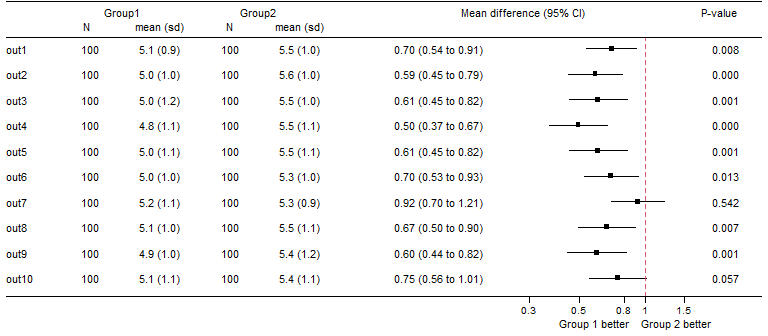 Group1 Group2 Mean difference (95% CI) P-value
N mean (sd) N mean (sd)
out1 100 5.1 (0.9) 100 5.5 (1.0) 0.70 (0.54 to 0.91) 0.008
out2 100 5.0 (1.0) 100 5.6 (1.0) 0.59 (0.45 to 0.79) 0.000
out3 100 5.0 (1.2) 100 5.5 (1.0) 0.61 (0.45 to 0.82) 0.001
out4 100 4.8 (1.1) 100 5.5 (1.1) 0.50 (0.37 to 0.67) 0.000
out5 100 5.0 (1.1) 100 5.5 (1.1) 0.61 (0.45 to 0.82) 0.001
out6 100 5.0 (1.0) 100 5.3 (1.0) 0.70 (0.53 to 0.93) 0.013
out7 100 5.2 (1.1) 100 5.3 (0.9) 0.92 (0.70 to 1.21) 0.542
out8 100 5.1 (1.0) 100 5.5 (1.1) 0.67 (0.50 to 0.90) 0.007
out9 100 4.9 (1.0) 100 5.4 (1.2) 0.60 (0.44 to 0.82) 0.001
out10 100 5.1 (1.1) 100 5.4 (1.1) 0.75 (0.56 to 1.01) 0.057
0.3 0.5 0.8 1 1.5
Group 1 better Group 2 better